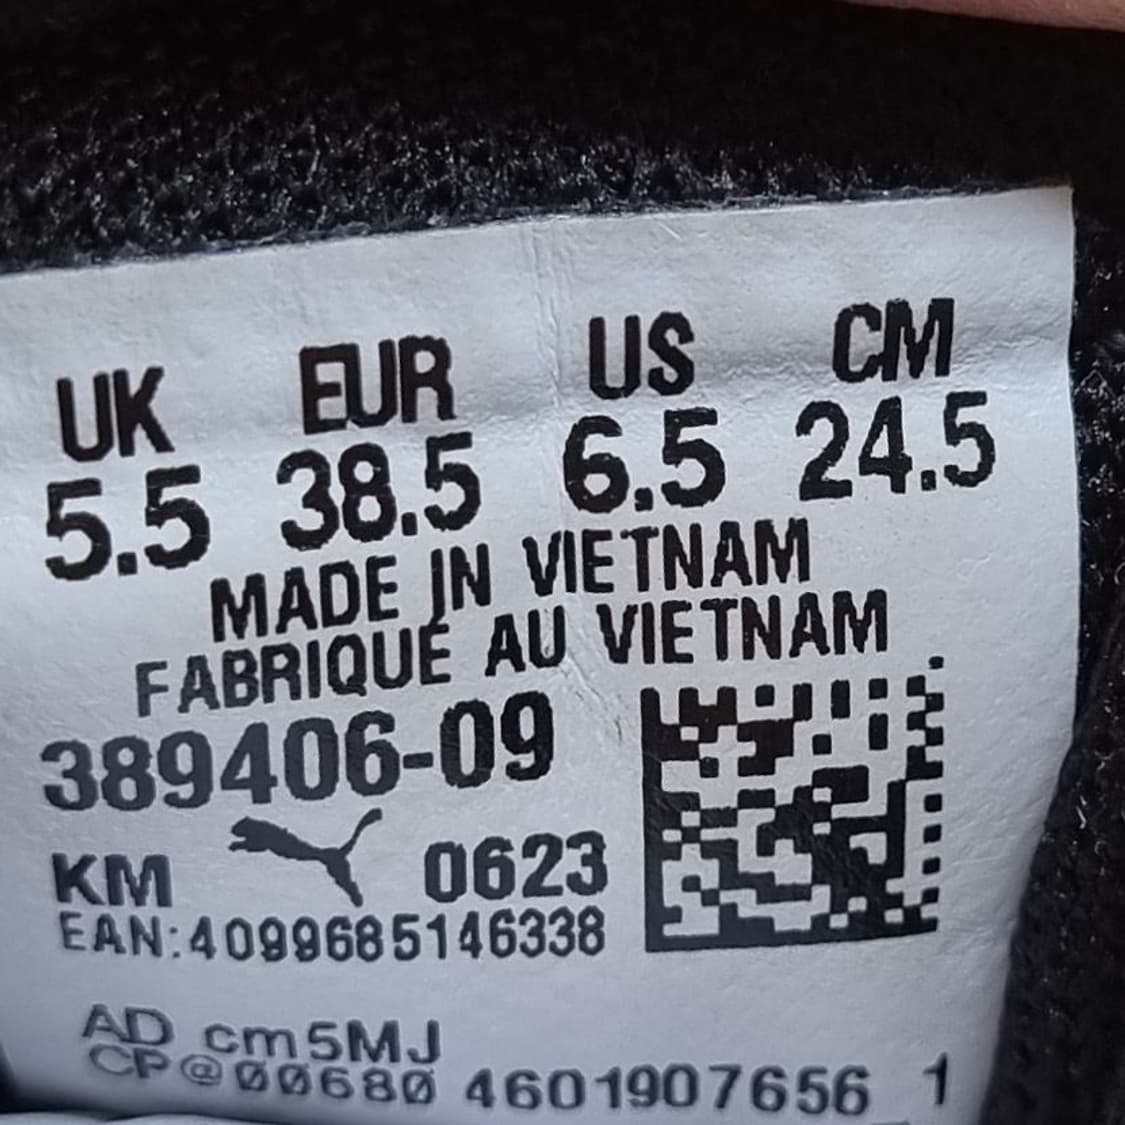 UK EUR US CM
5.5 38.5 6.5 24.5
MADE IN VIETNAM
FABRIQUÉ AU VIETNAM
389406-09
KM 0623
EAN:4099685146338
AD cm5MJ
CP@00680 4601907656 1